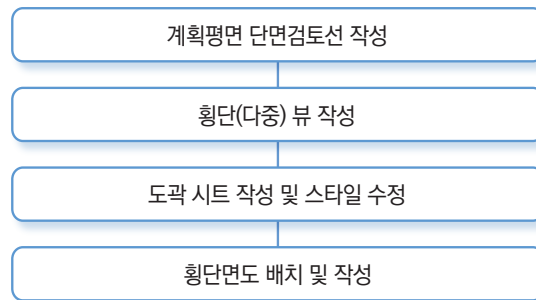 계획평면 단면검토선 작성
횡단(다중) 뷰 작성
도곽 시트 작성 및 스타일 수정
횡단면도 배치 및 작성